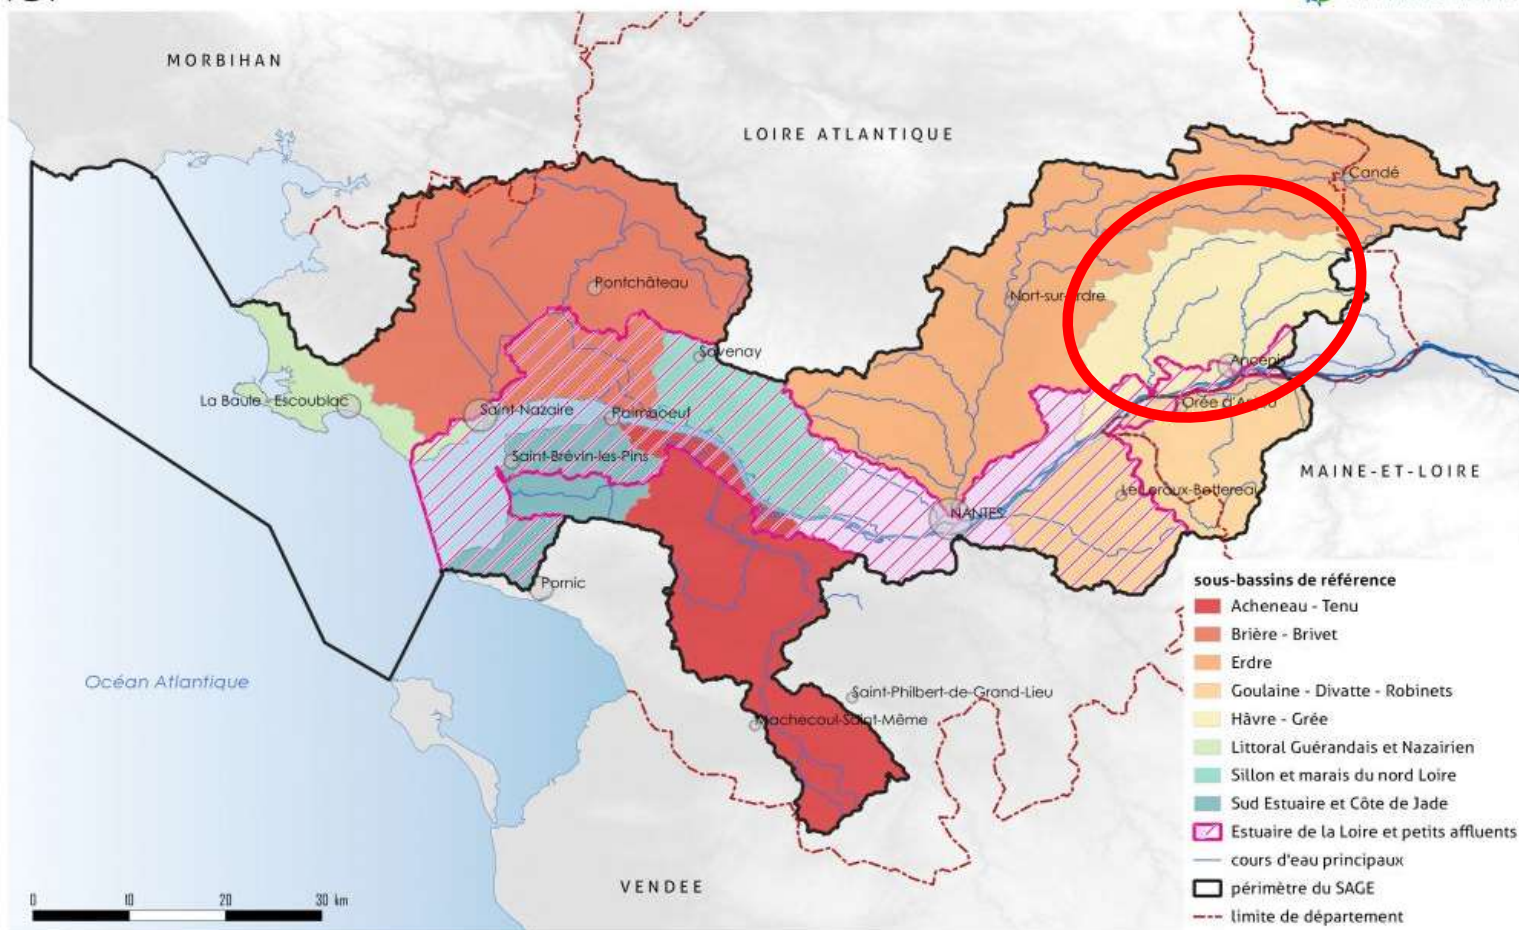 MORBIHAN
LOIRE ATLANTIQUE
Candé
Pontchâteau
Nort-sur-Erdre
Savenay
Ancenis
La Baule - Escoublac
Saint-Nazaire
Paimboeuf
Orée d'Anjou
Saint-Brévin-les-Pins
MAINE-ET-LOIRE
Le Loroux-Bottereau
NANTES
Pornic
Océan Atlantique
Saint-Philbert-de-Grand-Lieu
Machecoul-Saint-Même
VENDEE
0 10 20 30 km
sous-bassins de référence
Acheneau - Tenu
Brière - Brivet
Erdre
Goulaine - Divatte - Robinets
Hâvre - Grée
Littoral Guérandais et Nazairien
Sillon et marais du nord Loire
Sud Estuaire et Côte de Jade
Estuaire de la Loire et petits affluents
cours d'eau principaux
périmètre du SAGE
limite de département